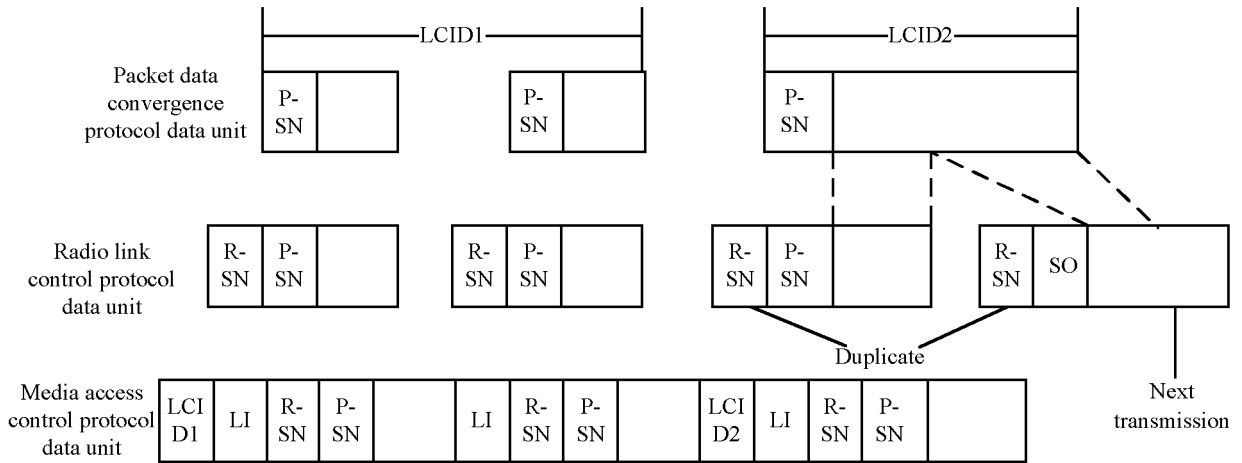 LCID1
LCID2
Packet data
convergence
protocol data unit
P-
SN
P-
SN
P-
SN
Radio link
control protocol
data unit
R-
SN
P-
SN
R-
SN
P-
SN
R-
SN
P-
SN
R-
SN
SO
Duplicate
Next
transmission
Media access
control protocol
data unit
LCI
D1
LI
R-
SN
P-
SN
LI
R-
SN
P-
SN
LCI
D2
LI
R-
SN
P-
SN